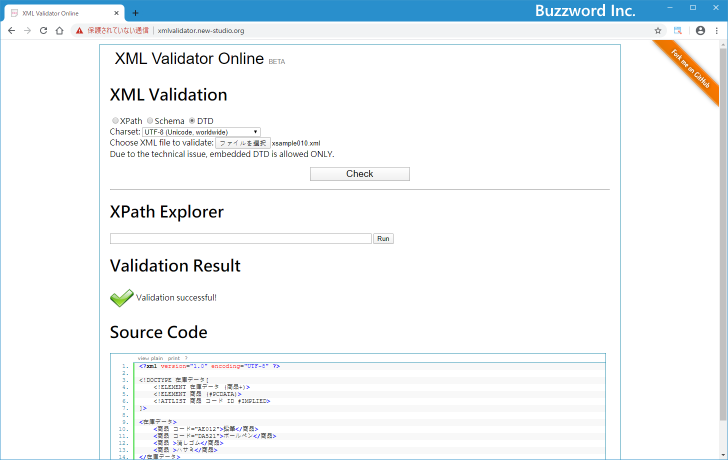 XML Validator Online
Buzzword Inc.
保護されていない通信 | xmlvalidator.new-studio.org
Fork me on GitHub
XML Validator Online BETA
XML Validation
XPath Schema DTD
Charset: UTF-8 (Unicode, worldwide)
Choose XML file to validate: ファイルを選択 xsample010.xml
Due to the technical issue, embedded DTD is allowed ONLY.
Check
XPath Explorer
Run
Validation Result
Validation successful!
Source Code
view plain print ?
1. <?xml version="1.0" encoding="UTF-8" ?>
2.
3. <!DOCTYPE 在庫データ[
4. <!ELEMENT 在庫データ (商品+)>
5. <!ELEMENT 商品 (#PCDATA)>
6. <!ATTLIST 商品 コード ID #IMPLIED>
7. ]>
8.
9. <在庫データ>
10. <商品 コード="AE012">鉛筆</商品>
11. <商品 コード="DA521">ボールペン</商品>
12. <商品 >消しゴム</商品>
13. <商品 >ハサミ</商品>
14. </在庫データ>